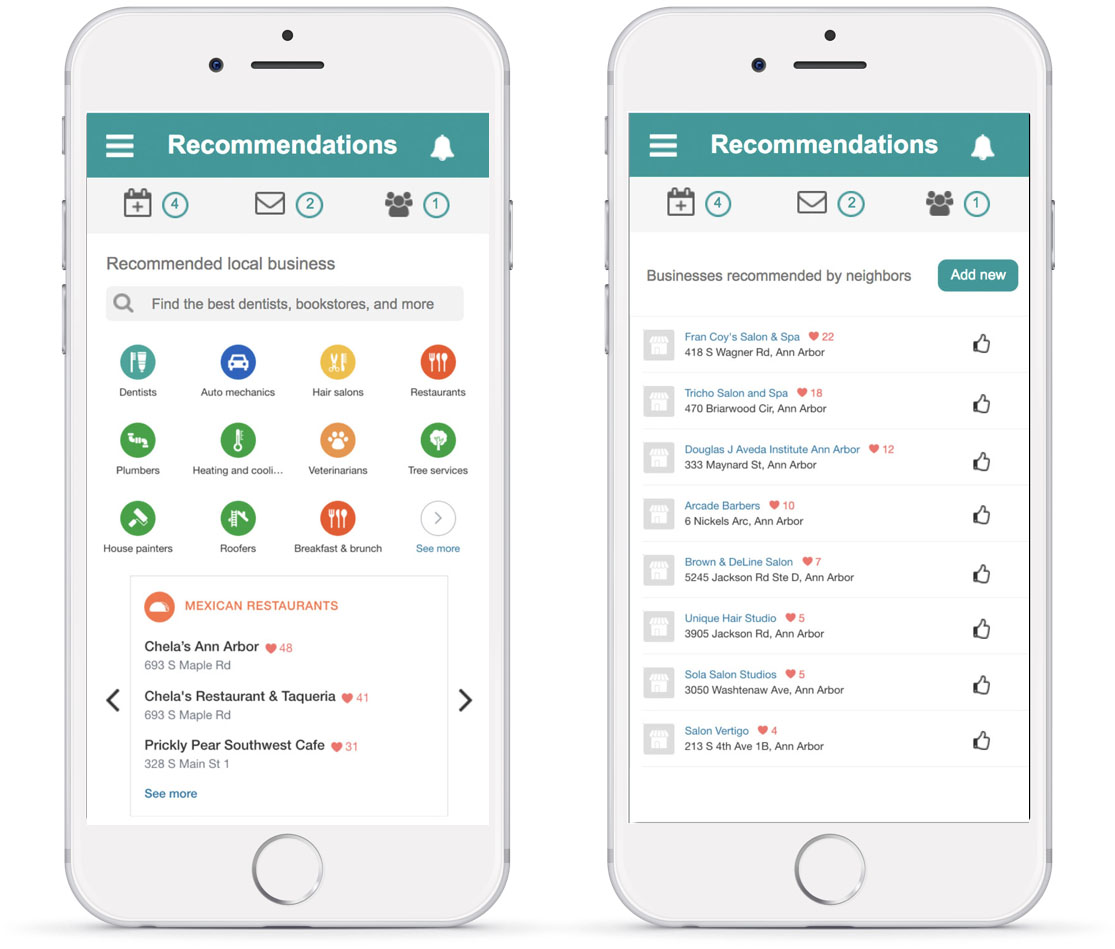 Recommendations
4 2 1
Recommended local business
Find the best dentists, bookstores, and more
Dentists Auto mechanics Hair salons Restaurants
Plumbers Heating and cooli... Veterinarians Tree services
House painters Roofers Breakfast & brunch See more
MEXICAN RESTAURANTS
Chela's Ann Arbor 48
693 S Maple Rd
Chela's Restaurant & Taqueria 41
693 S Maple Rd
Prickly Pear Southwest Cafe 31
328 S Main St 1
See more
Recommendations
4 2 1
Businesses recommended by neighbors Add new
Fran Coy's Salon & Spa 22
418 S Wagner Rd, Ann Arbor
Tricho Salon and Spa 18
470 Briarwood Cir, Ann Arbor
Douglas J Aveda Institute Ann Arbor 12
333 Maynard St, Ann Arbor
Arcade Barbers 10
6 Nickels Arc, Ann Arbor
Brown & DeLine Salon 7
5245 Jackson Rd Ste D, Ann Arbor
Unique Hair Studio 5
3905 Jackson Rd, Ann Arbor
Sola Salon Studios 5
3050 Washtenaw Ave, Ann Arbor
Salon Vertigo 4
213 S 4th Ave 1B, Ann Arbor